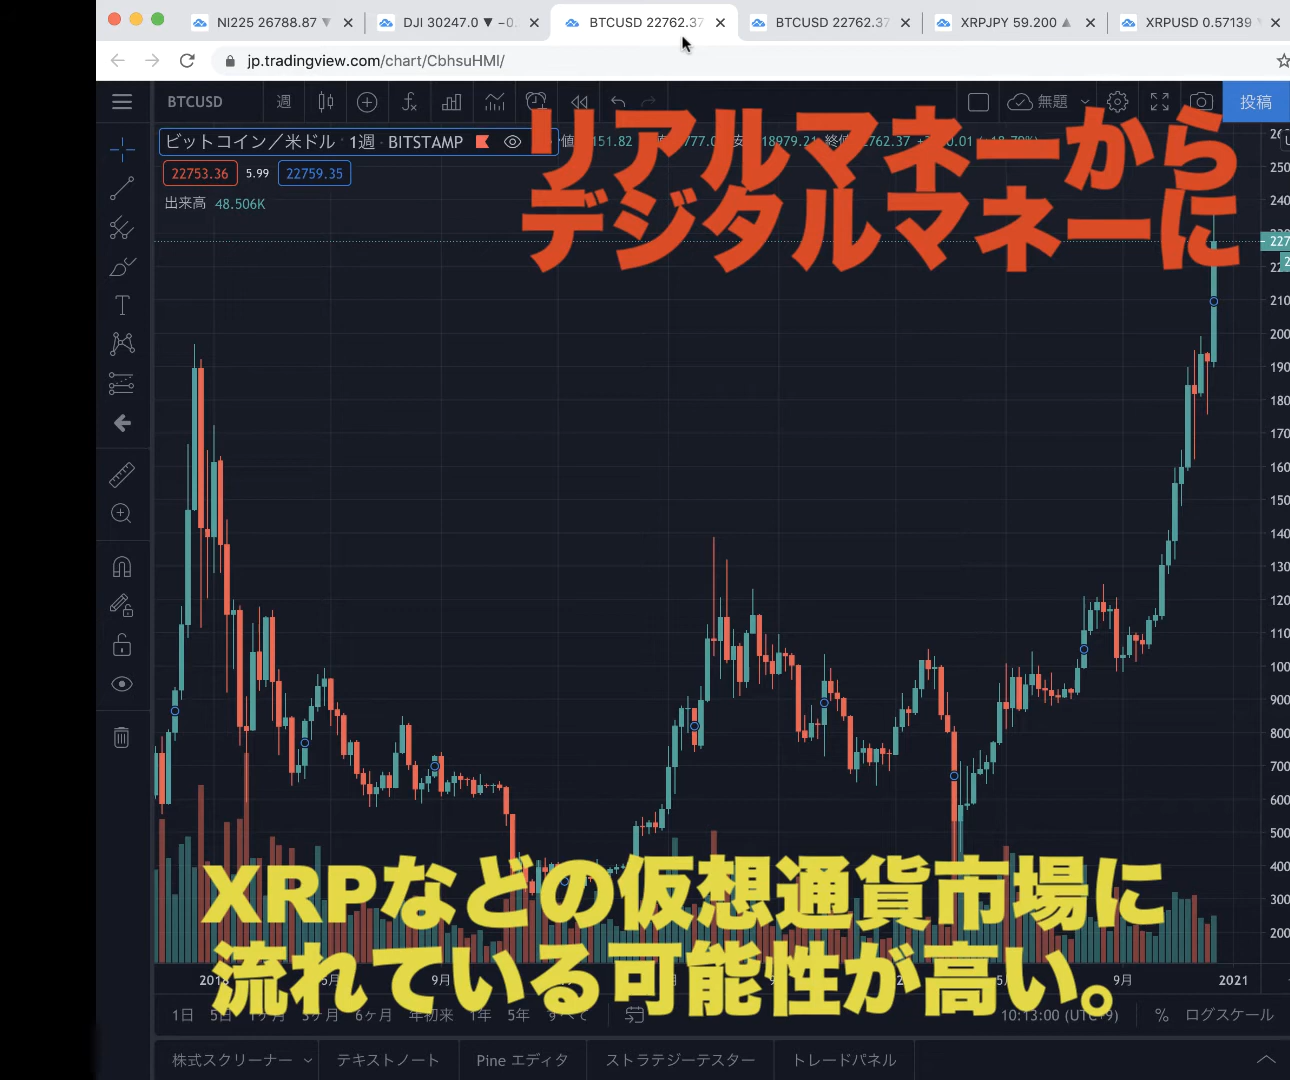 NI225 26788.87 ▼
DJI 30247.0 ▼ −0.
BTCUSD 22762.37
BTCUSD 22762.37
XRPJPY 59.200 ▲
XRPUSD 0.57139
jp.tradingview.com/chart/CbhsuHMI/
BTCUSD
週
無題
投稿
リアルマネーから
デジタルマネーに
ビットコイン／米ドル · 1週 · BITSTAMP
22753.36 5.99 22759.35
出来高 48.506K
XRPなどの仮想通貨市場に
流れている可能性が高い。
9月
9月
2021
1日
6ヶ月
年初来
1年
5年
10:13:00 (UTC+9)
%
ログスケール
株式スクリーナー
テキストノート
Pine エディタ
ストラテジーテスター
トレードパネル